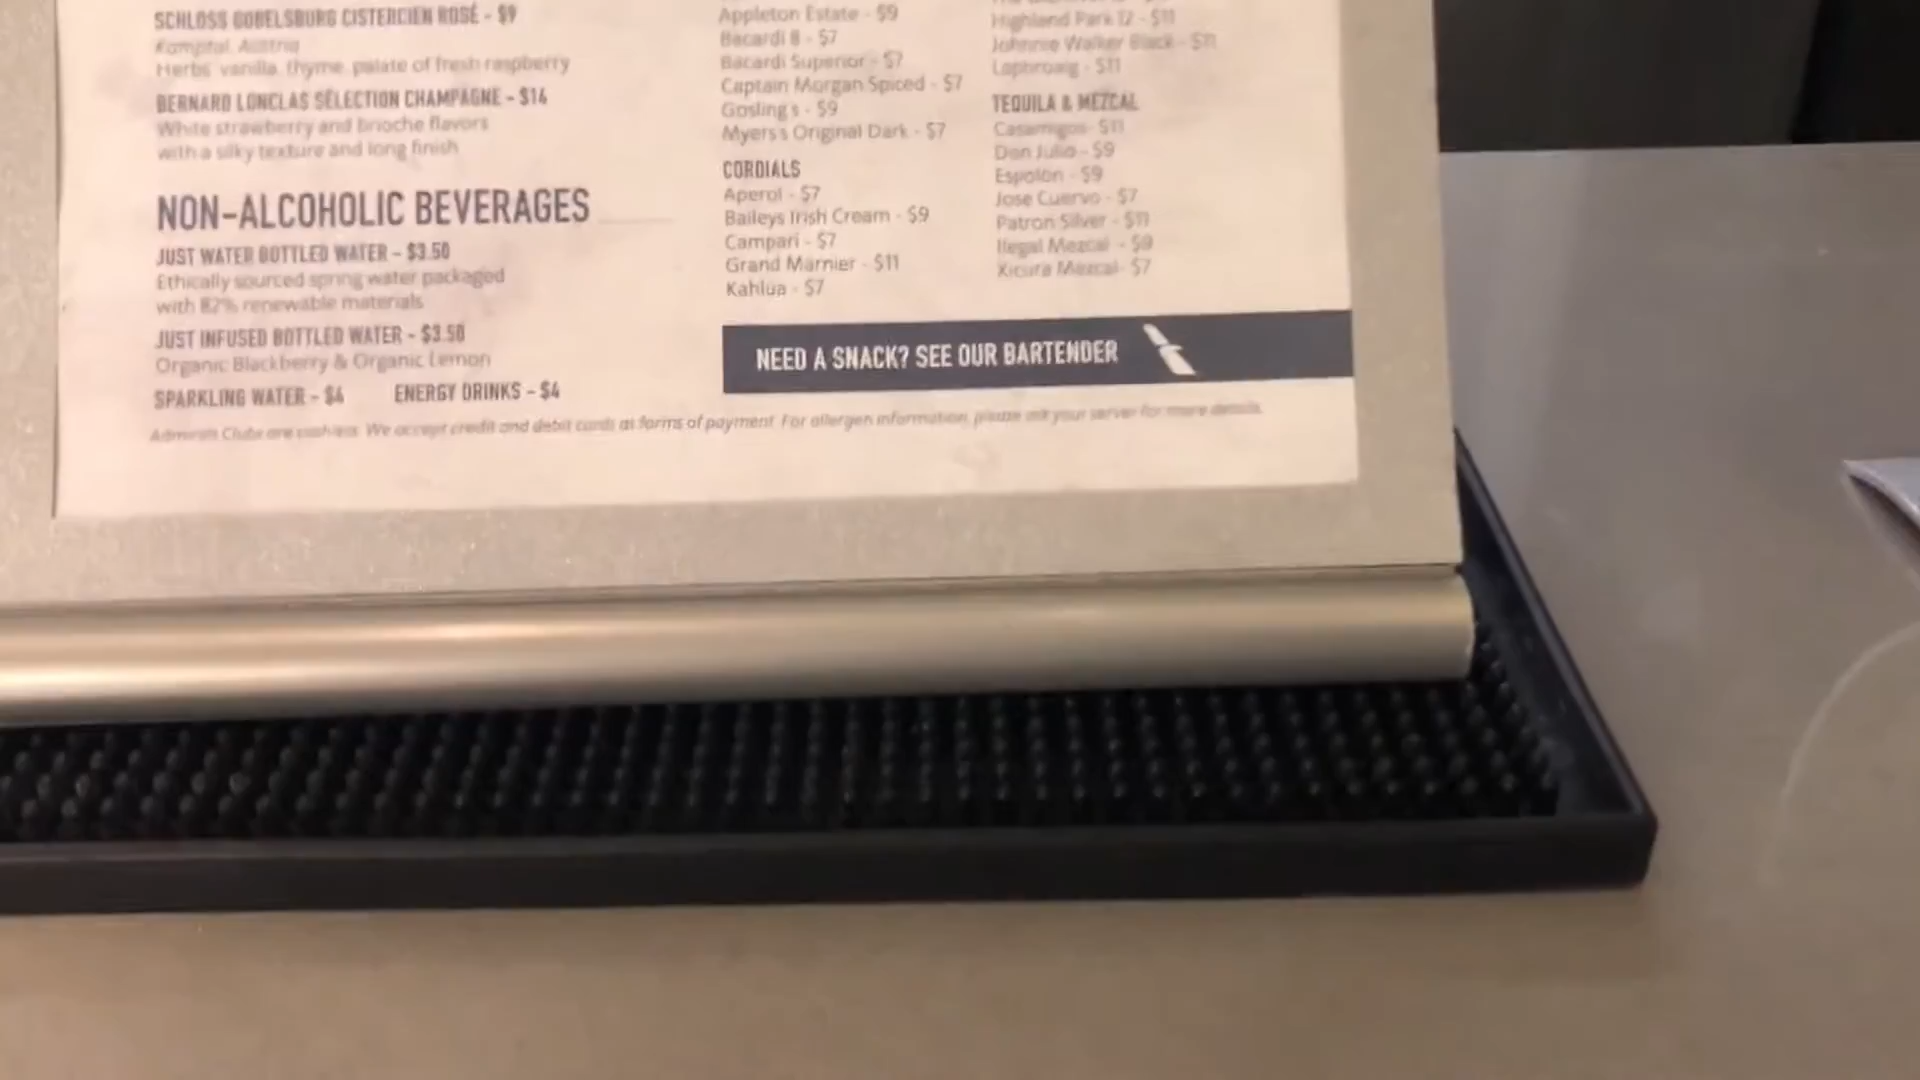 SCHLOSS GOBELSBURG CISTERCIEN ROSÉ - $9
Kamptal, Austria
Herbs, vanilla, thyme, palate of fresh raspberry
BERNARD LONCLAS SÉLECTION CHAMPAGNE - $14
White strawberry and brioche flavors
with a silky texture and long finish
NON-ALCOHOLIC BEVERAGES
JUST WATER BOTTLED WATER - $3.50
Ethically sourced spring water packaged
with 82% renewable materials
JUST INFUSED BOTTLED WATER - $3.50
Organic Blackberry & Organic Lemon
SPARKLING WATER - $4 ENERGY DRINKS - $4
Appleton Estate - $9
Bacardi 8 - $7
Bacardi Superior - $7
Captain Morgan Spiced - $7
Gosling's - $9
Myers's Original Dark - $7
CORDIALS
Aperol - $7
Baileys Irish Cream - $9
Campari - $7
Grand Marnier - $11
Kahlua - $7
Highland Park 12 - $11
Johnnie Walker Black - $11
Laphroaig - $11
TEQUILA & MEZCAL
Casamigos - $11
Don Julio - $9
Espolòn - $9
Jose Cuervo - $7
Patron Silver - $11
Ilegal Mezcal - $9
Xicuru Mezcal - $7
NEED A SNACK? SEE OUR BARTENDER
Admirals Clubs are cashless. We accept credit and debit cards as forms of payment. For allergen information, please ask your server for more details.